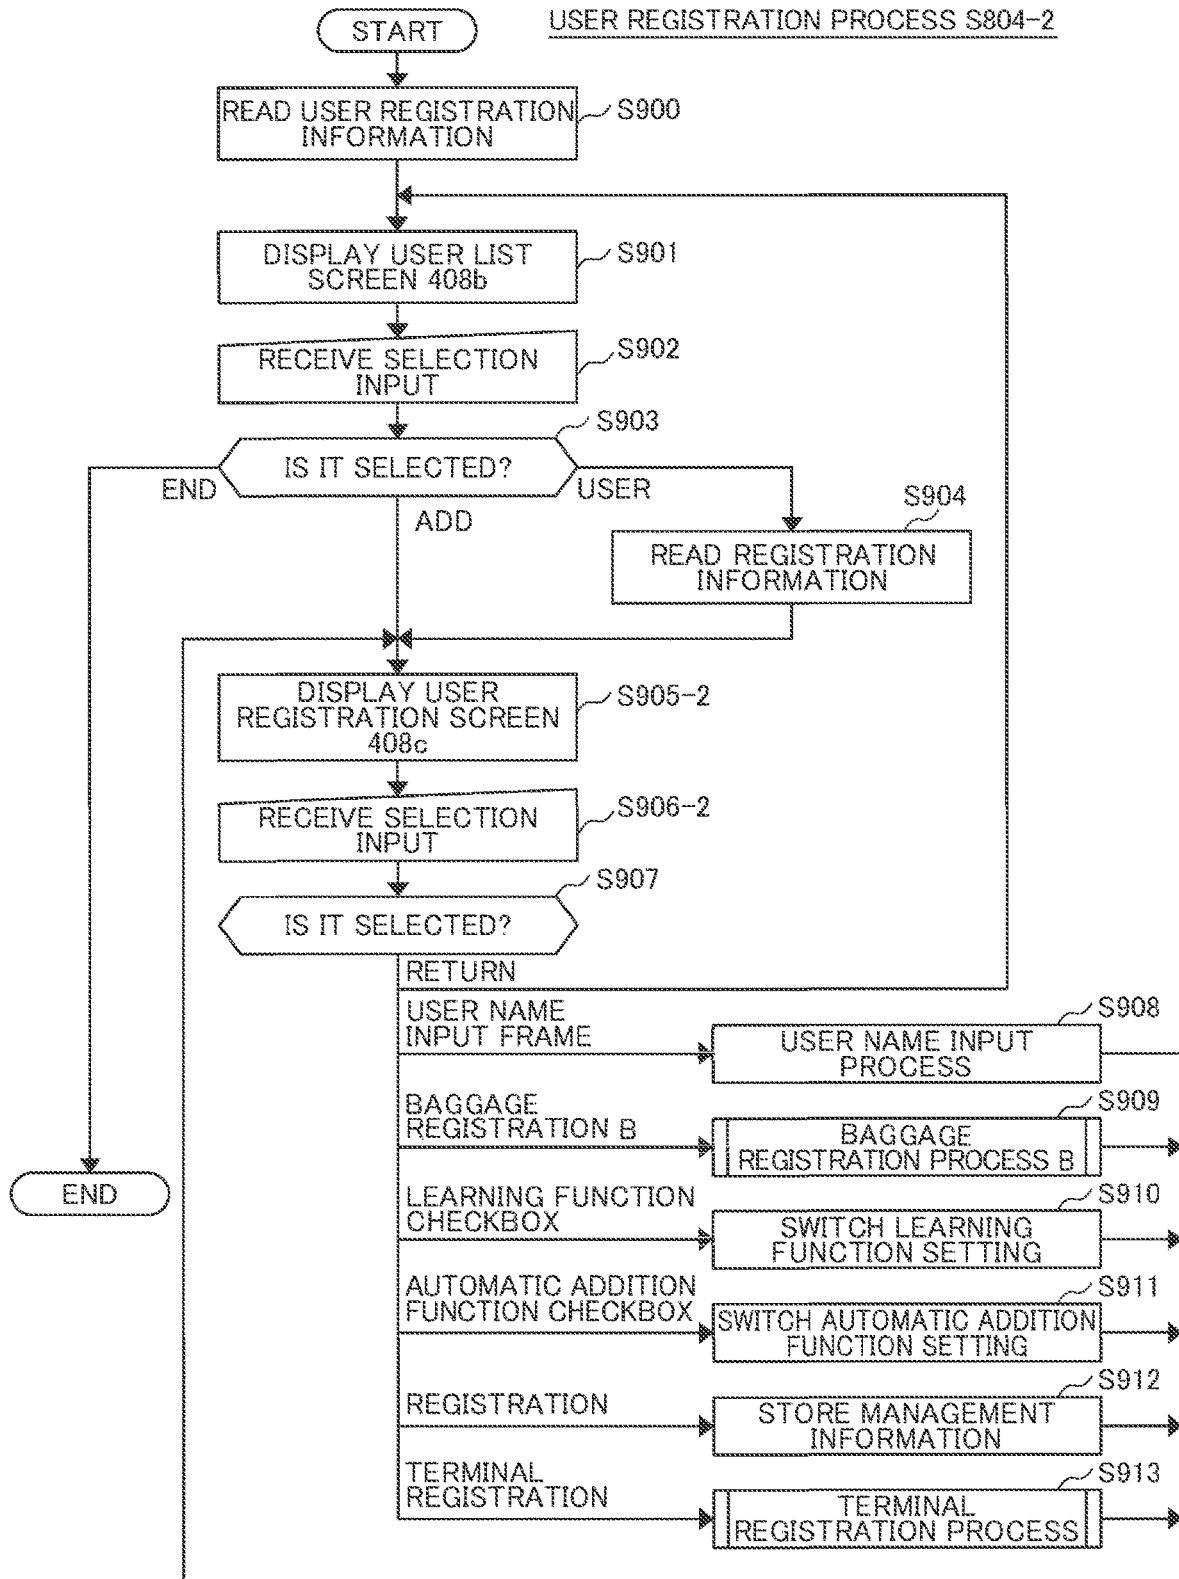 USER REGISTRATION PROCESS S804-2
START
READ USER REGISTRATION
INFORMATION
S900
DISPLAY USER LIST
SCREEN 408b
S901
RECEIVE SELECTION
INPUT
S902
S903
IS IT SELECTED?
END
USER
ADD
S904
READ REGISTRATION
INFORMATION
DISPLAY USER
REGISTRATION SCREEN
408c
S905-2
RECEIVE SELECTION
INPUT
S906-2
S907
IS IT SELECTED?
RETURN
USER NAME
INPUT FRAME
S908
USER NAME INPUT
PROCESS
BAGGAGE
REGISTRATION B
S909
BAGGAGE
REGISTRATION PROCESS B
END
LEARNING FUNCTION
CHECKBOX
S910
SWITCH LEARNING
FUNCTION SETTING
AUTOMATIC ADDITION
FUNCTION CHECKBOX
S911
SWITCH AUTOMATIC ADDITION
FUNCTION SETTING
REGISTRATION
S912
STORE MANAGEMENT
INFORMATION
TERMINAL
REGISTRATION
S913
TERMINAL
REGISTRATION PROCESS